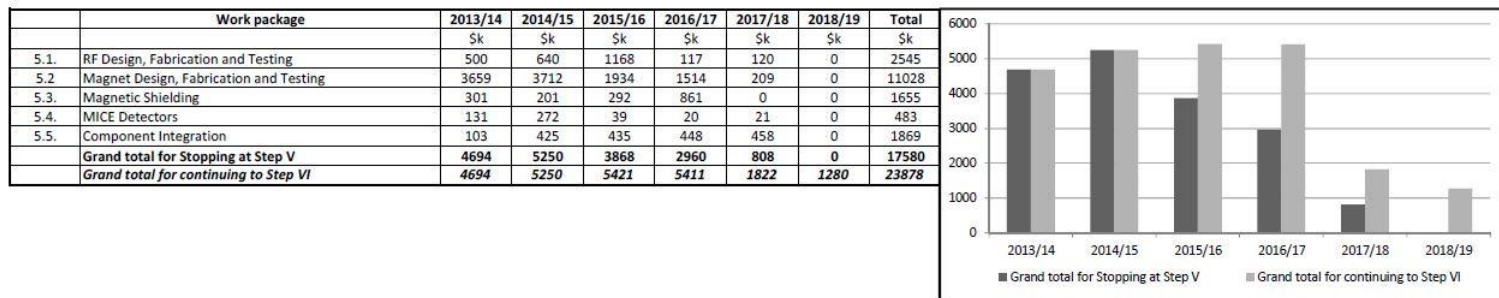 Work package 2013/14 2014/15 2015/16 2016/17 2017/18 2018/19 Total
$k $k $k $k $k $k $k
5.1. RF Design, Fabrication and Testing 500 640 1168 117 120 0 2545
5.2 Magnet Design, Fabrication and Testing 3659 3712 1934 1514 209 0 11028
5.3. Magnetic Shielding 301 201 292 861 0 0 1655
5.4. MICE Detectors 131 272 39 20 21 0 483
5.5. Component Integration 103 425 435 448 458 0 1869
Grand total for Stopping at Step V 4694 5250 3868 2960 808 0 17580
Grand total for continuing to Step VI 4694 5250 5421 5411 1822 1280 23878
6000
5000
4000
3000
2000
1000
0
2013/14 2014/15 2015/16 2016/17 2017/18 2018/19
Grand total for Stopping at Step V Grand total for continuing to Step VI